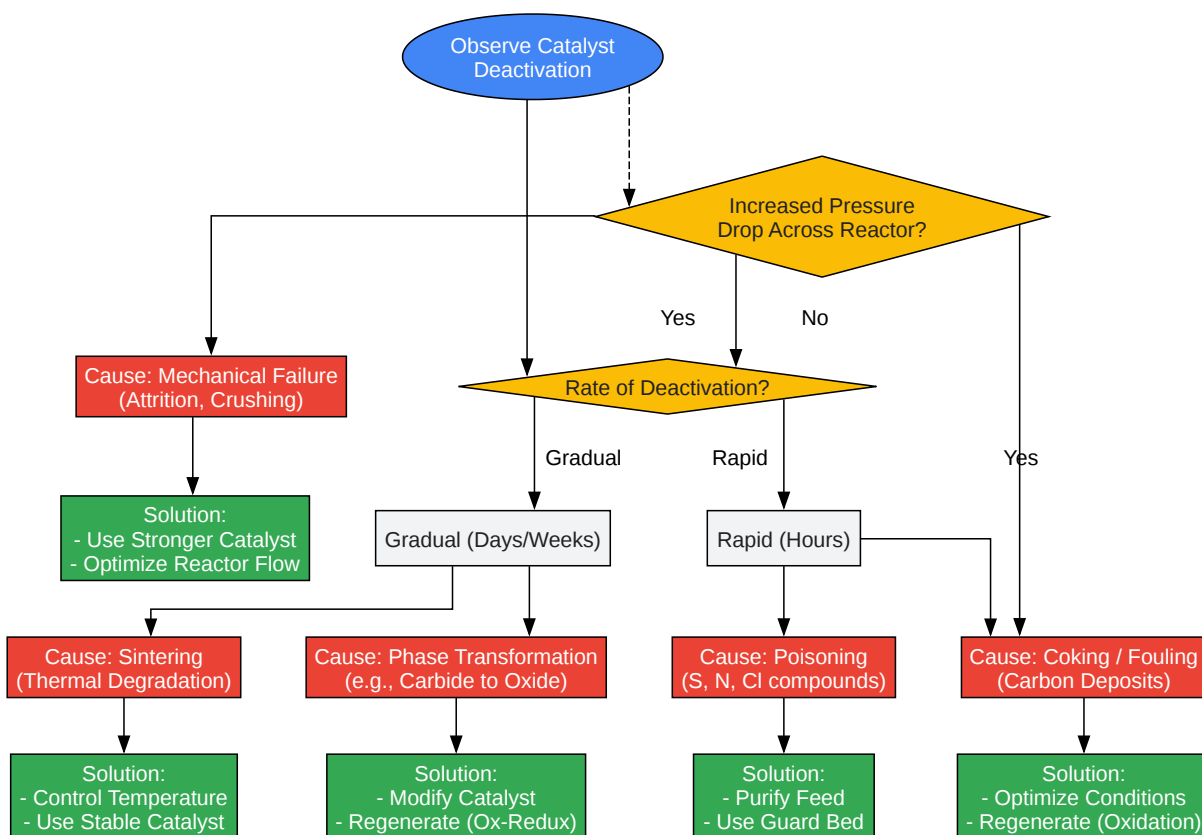 Observe Catalyst
Deactivation
Increased Pressure
Drop Across Reactor?
Yes
No
Cause: Mechanical Failure
(Attrition, Crushing)
Rate of Deactivation?
Gradual
Rapid
Yes
Solution:
- Use Stronger Catalyst
- Optimize Reactor Flow
Gradual (Days/Weeks)
Rapid (Hours)
Cause: Sintering
(Thermal Degradation)
Cause: Phase Transformation
(e.g., Carbide to Oxide)
Cause: Poisoning
(S, N, Cl compounds)
Cause: Coking / Fouling
(Carbon Deposits)
Solution:
- Control Temperature
- Use Stable Catalyst
Solution:
- Modify Catalyst
- Regenerate (Ox-Redux)
Solution:
- Purify Feed
- Use Guard Bed
Solution:
- Optimize Conditions
- Regenerate (Oxidation)